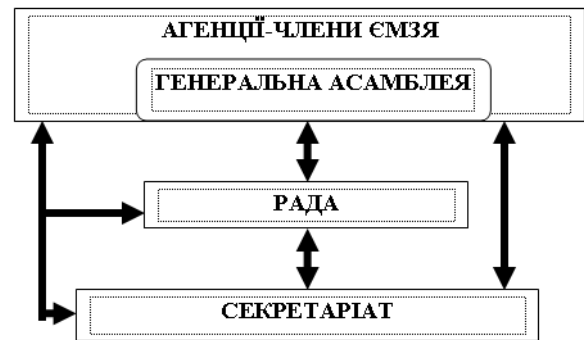 АГЕНЦІЇ-ЧЛЕНИ ЄМЗЯ
ГЕНЕРАЛЬНА АСАМБЛЕЯ
РАДА
СЕКРЕТАРІАТ